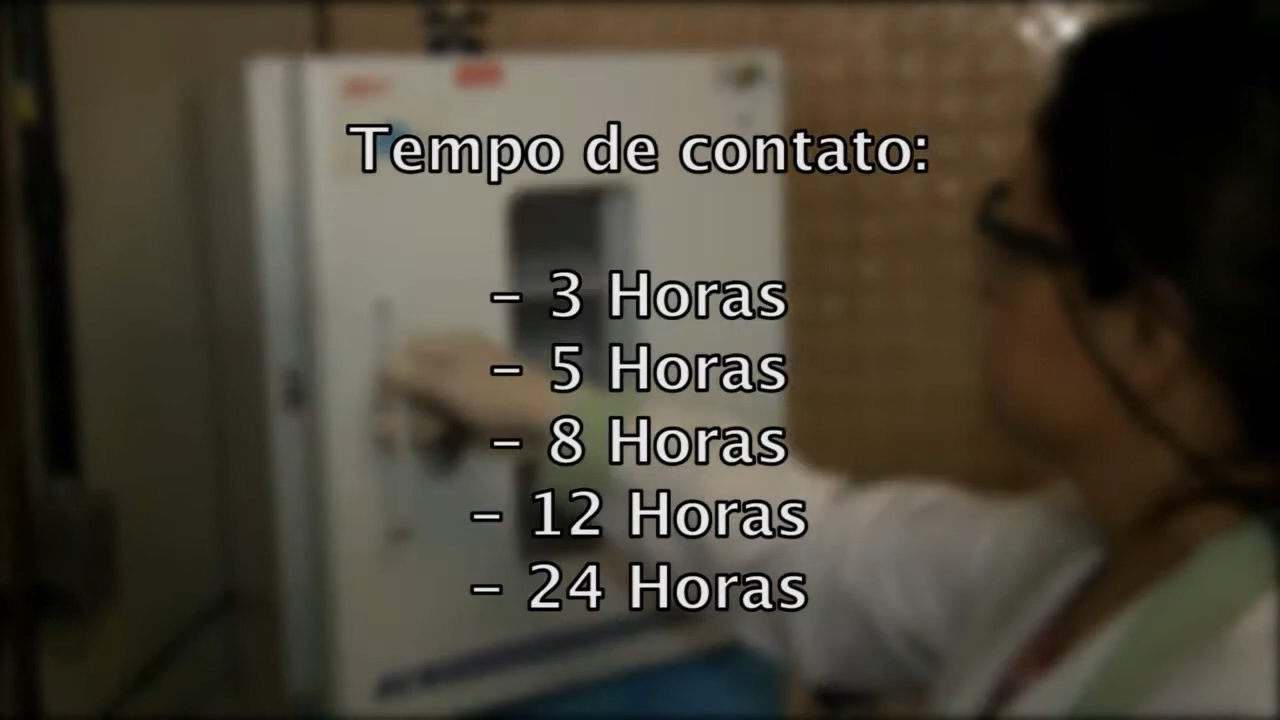 Tempo de contato:
- 3 Horas
- 5 Horas
- 8 Horas
- 12 Horas
- 24 Horas